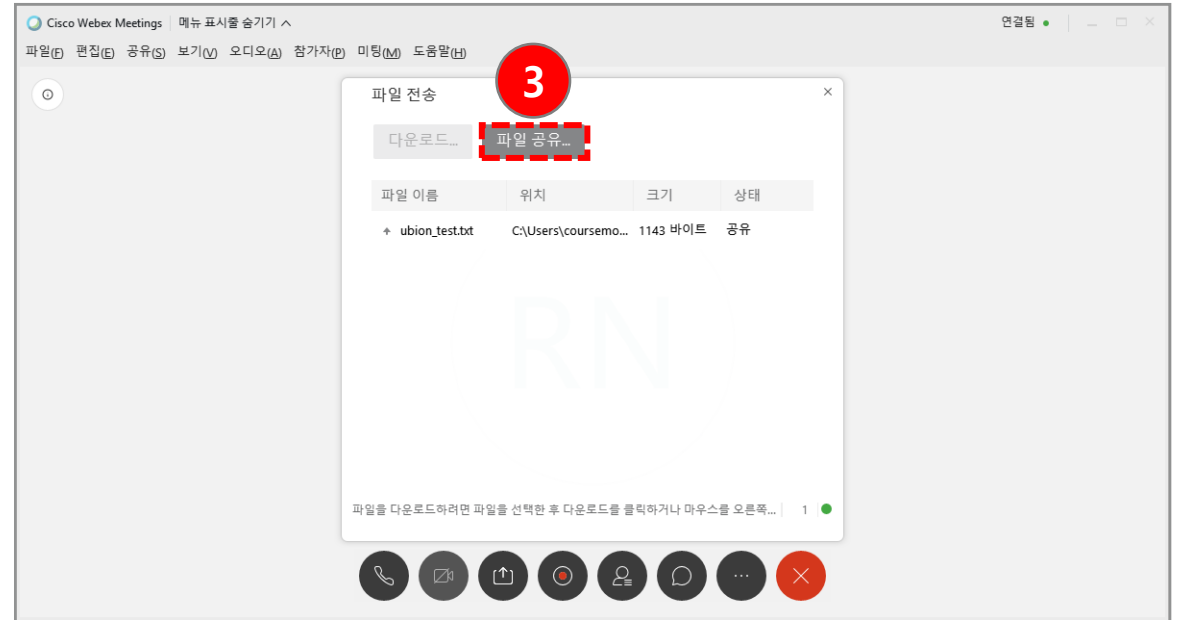 Cisco Webex Meetings 메뉴 표시줄 숨기기 연결됨
파일(F) 편집(E) 공유(S) 보기(V) 오디오(A) 참가자(P) 미팅(M) 도움말(H)
3
파일 전송
다운로드... 파일 공유...
파일 이름 위치 크기 상태
ubion_test.txt C:\Users\coursemo... 1143 바이트 공유
RN
파일을 다운로드하려면 파일을 선택한 후 다운로드를 클릭하거나 마우스를 오른쪽... 1